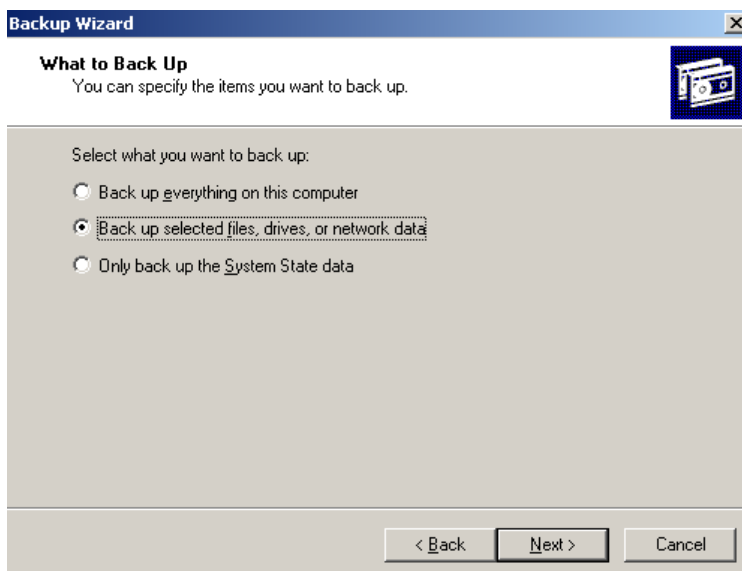 Backup Wizard
What to Back Up
You can specify the items you want to back up.
Select what you want to back up:
Back up everything on this computer
Back up selected files, drives, or network data
Only back up the System State data
< Back
Next >
Cancel